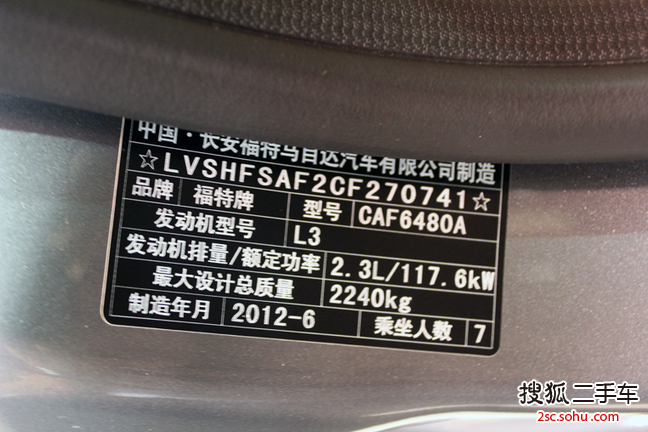 中国·长安福特马自达汽车有限公司制造
☆LVSHFSAF2CF270741☆
品牌 福特牌 型号 CAF6480A
发动机型号 L3
发动机排量/额定功率 2.3L/117.6kW
最大设计总质量 2240kg
制造年月 2012-6 乘坐人数 7
搜狐二手车
2sc.sohu.com